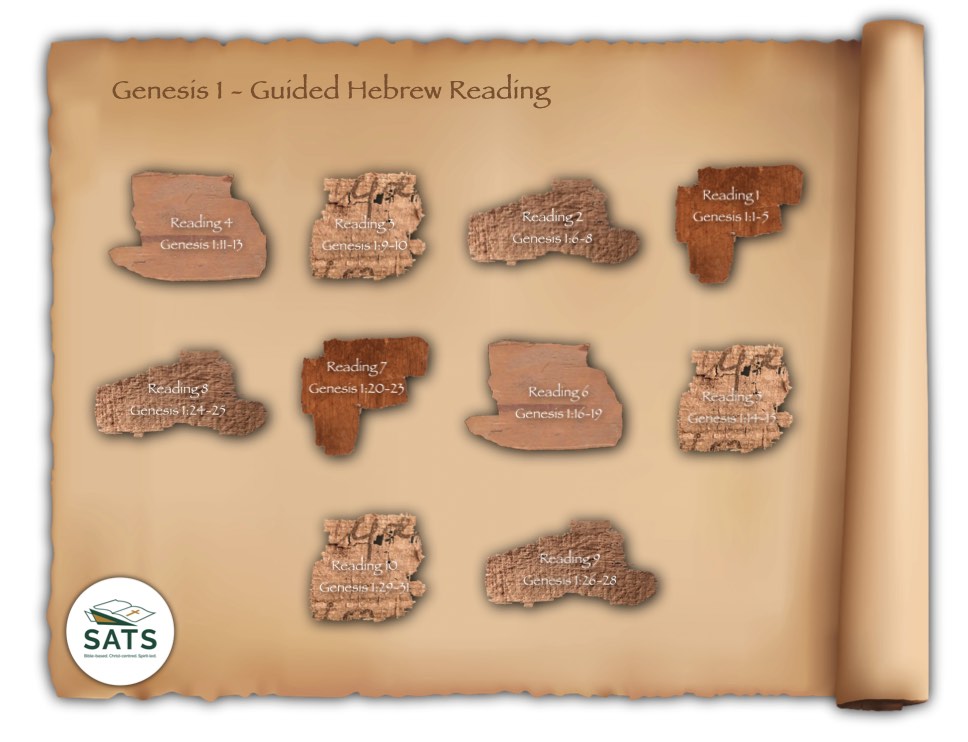 Genesis 1 - Guided Hebrew Reading
Reading 1
Genesis 1:1-5
Reading 2
Genesis 1:6-8
Reading 3
Genesis 1:9-10
Reading 4
Genesis 1:11-13
Reading 5
Genesis 1:14-15
Reading 6
Genesis 1:16-19
Reading 7
Genesis 1:20-23
Reading 8
Genesis 1:24-25
Reading 9
Genesis 1:26-28
Reading 10
Genesis 1:29-31
SATS
Bible-based. Christ-centred. Spirit-led.